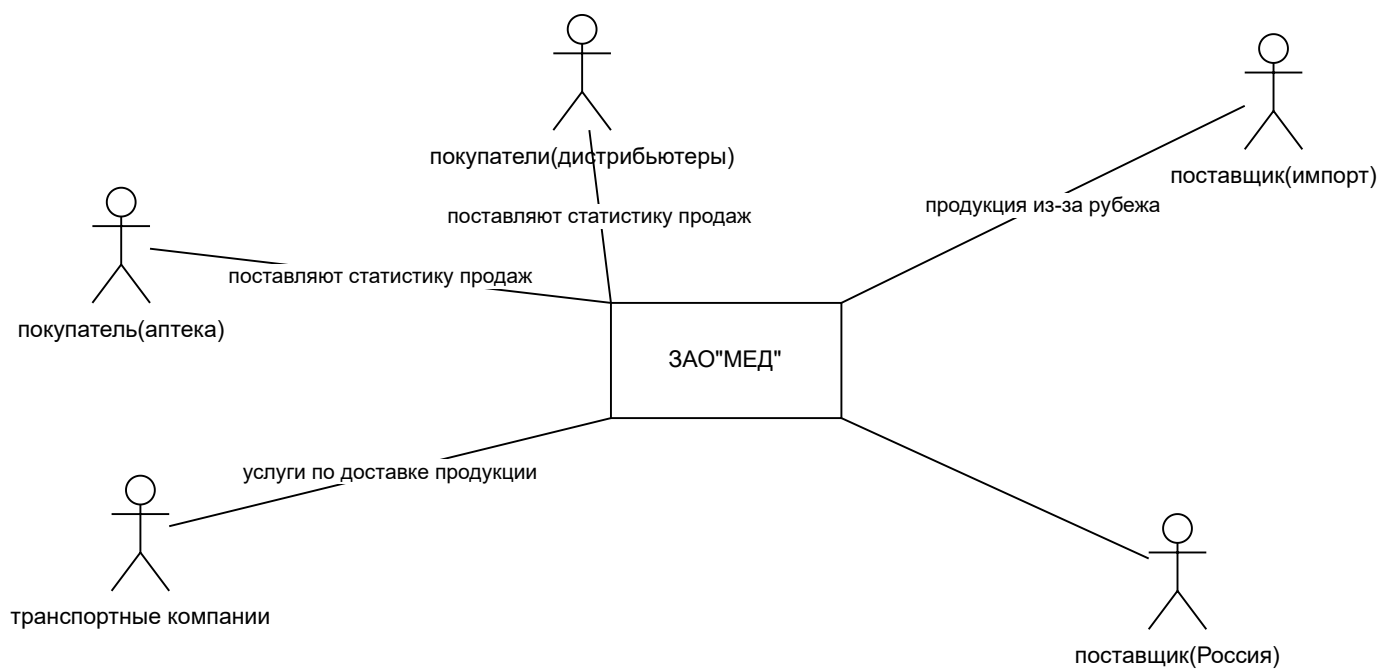 покупатели(дистрибьютеры)
поставщик(импорт)
поставляют статистику продаж
продукция из-за рубежа
поставляют статистику продаж
покупатель(аптека)
ЗАО"МЕД"
услуги по доставке продукции
транспортные компании
поставщик(Россия)